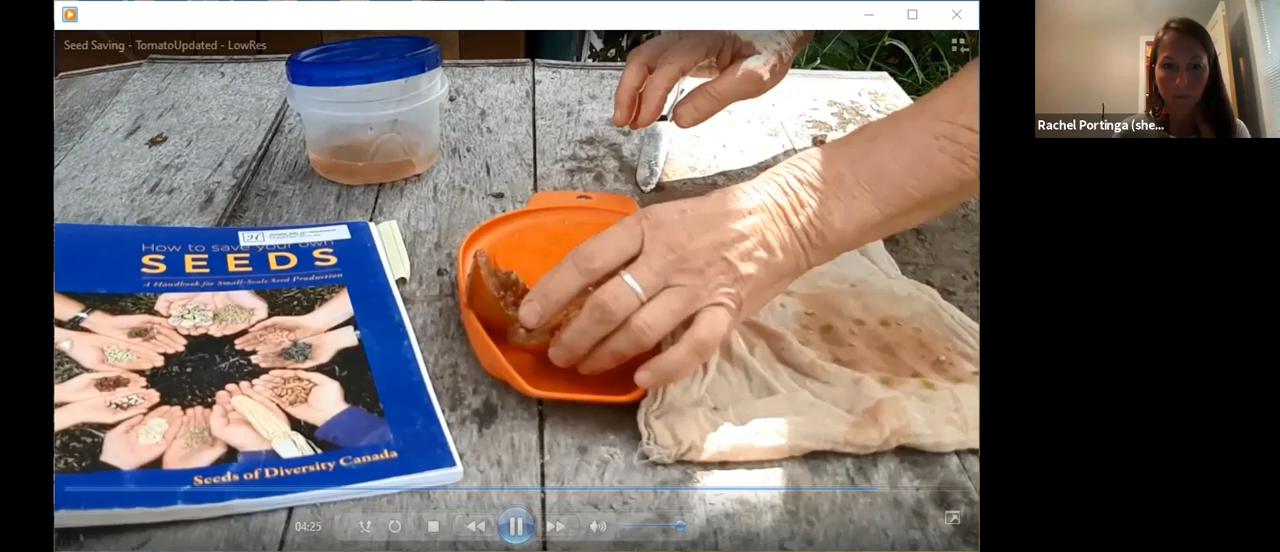 Seed Saving - TomatoUpdated - LowRes
How to save your own
SEEDS
A Handbook for Small-Scale Seed Production
Seeds of Diversity Canada
04:25
Rachel Portinga (she...